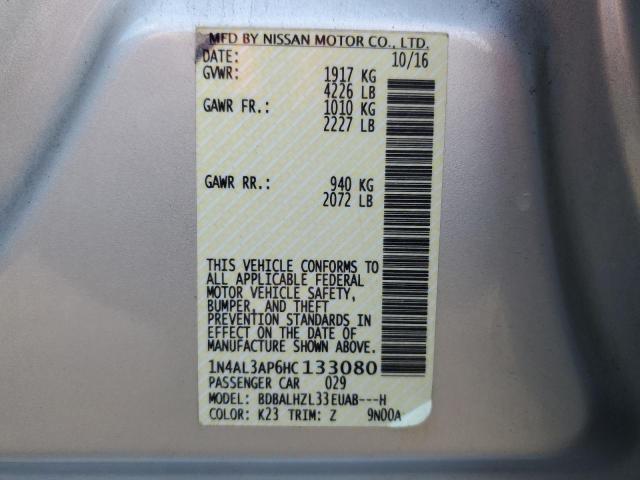 MFD BY NISSAN MOTOR CO., LTD.
DATE: 10/16
GVWR: 1917 KG
4226 LB
GAWR FR.: 1010 KG
2227 LB
GAWR RR.: 940 KG
2072 LB
THIS VEHICLE CONFORMS TO
ALL APPLICABLE FEDERAL
MOTOR VEHICLE SAFETY,
BUMPER, AND THEFT
PREVENTION STANDARDS IN
EFFECT ON THE DATE OF
MANUFACTURE SHOWN ABOVE.
1N4AL3AP6HC133080
PASSENGER CAR 029
MODEL: BDBALHZL33EUAB---H
COLOR: K23 TRIM: Z 9N00A